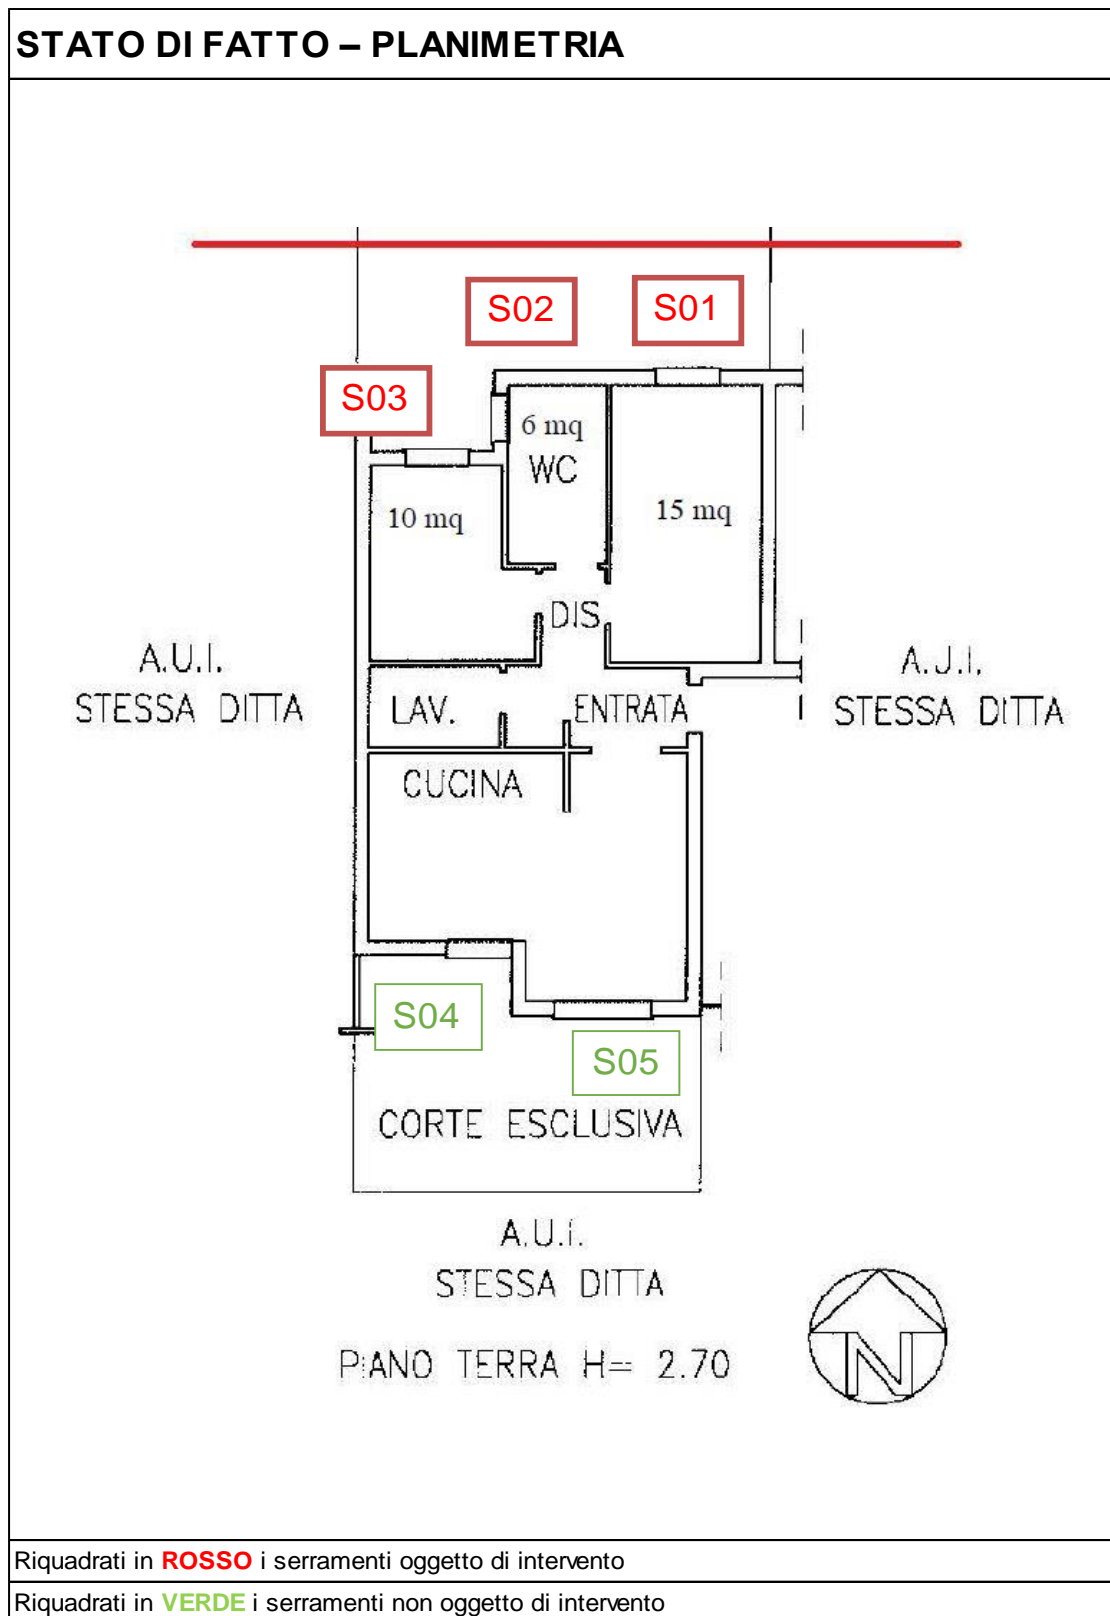 STATO DI FATTO – PLANIMETRIA
S02
S01
S03
6 mq
WC
10 mq
15 mq
DIS
A.U.I.
STESSA DITTA
A.J.I.
STESSA DITTA
LAV.
ENTRATA
CUCINA
S04
S05
CORTE ESCLUSIVA
A.U.I.
STESSA DITTA
PIANO TERRA H= 2.70
N
Riquadrati in ROSSO i serramenti oggetto di intervento
Riquadrati in VERDE i serramenti non oggetto di intervento